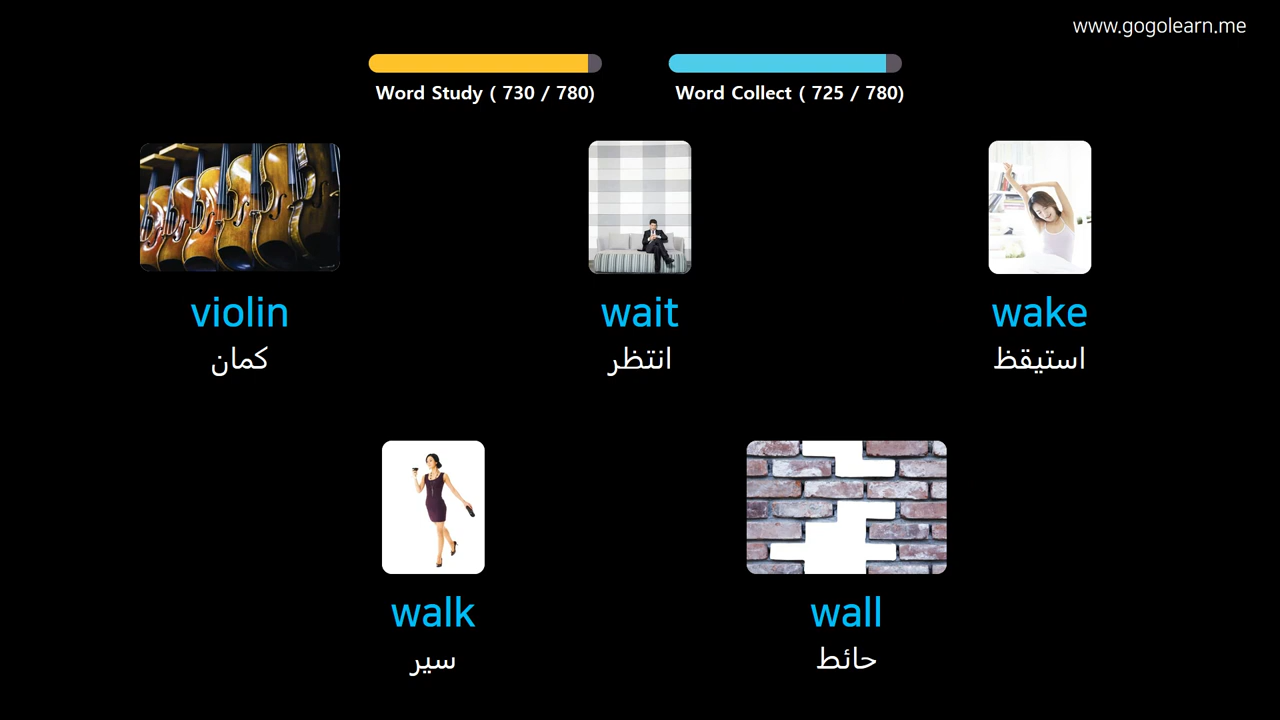 www.gogolearn.me
Word Study ( 730 / 780)
Word Collect ( 725 / 780)
violin
كمان
wait
انتظر
wake
استيقظ
walk
سير
wall
حائط